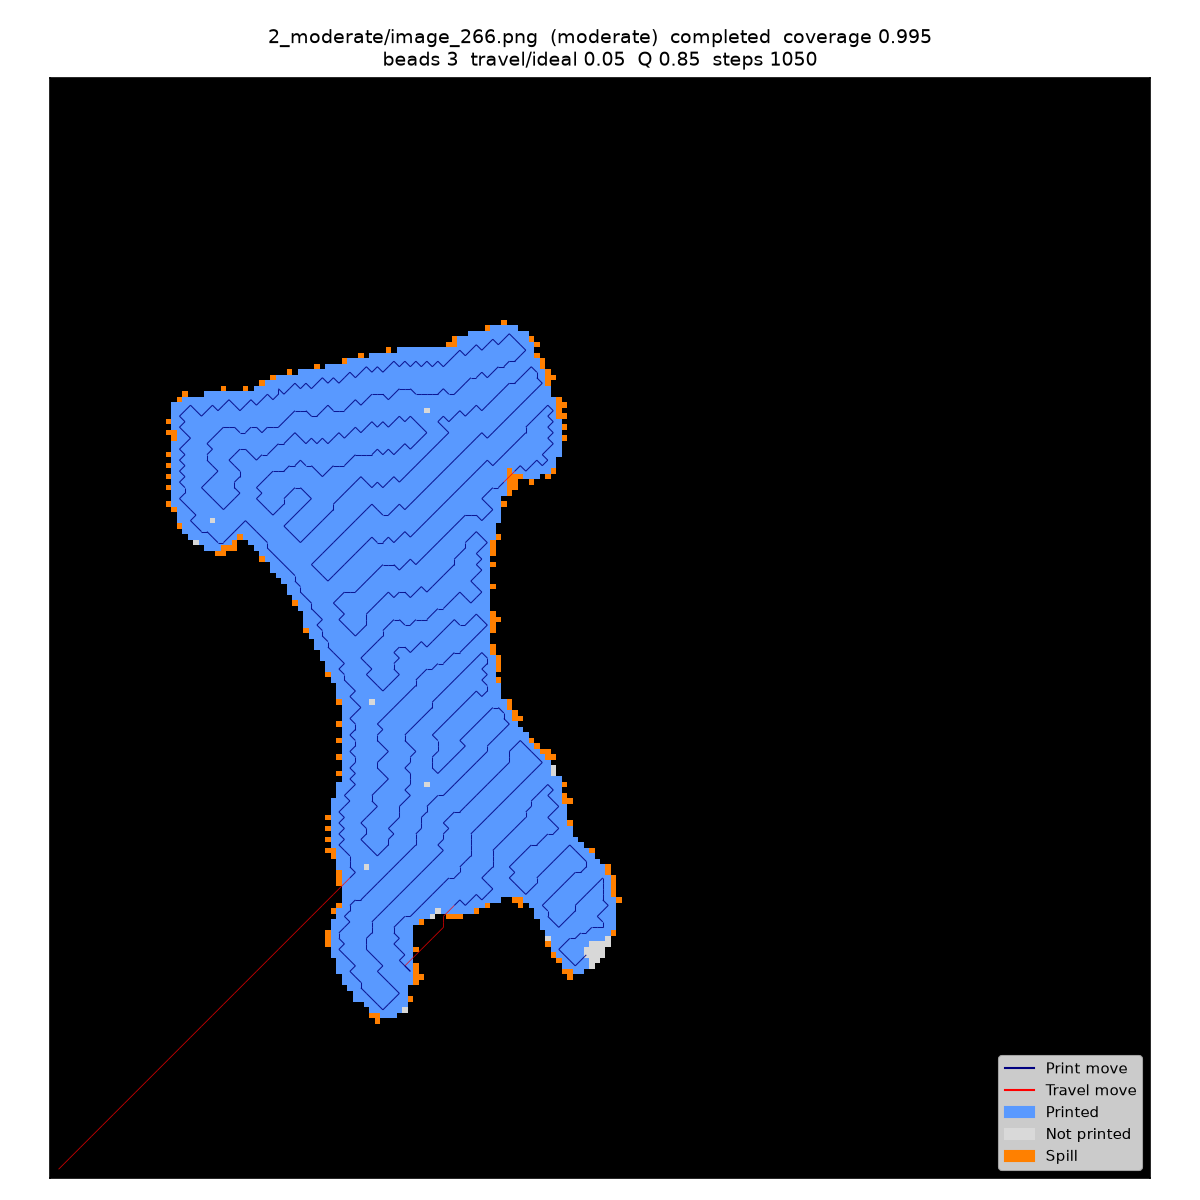 2_moderate/image_266.png  (moderate)  completed  coverage 0.995
beads 3  travel/ideal 0.05  Q 0.85  steps 1050
Print move
Travel move
Printed
Not printed
Spill